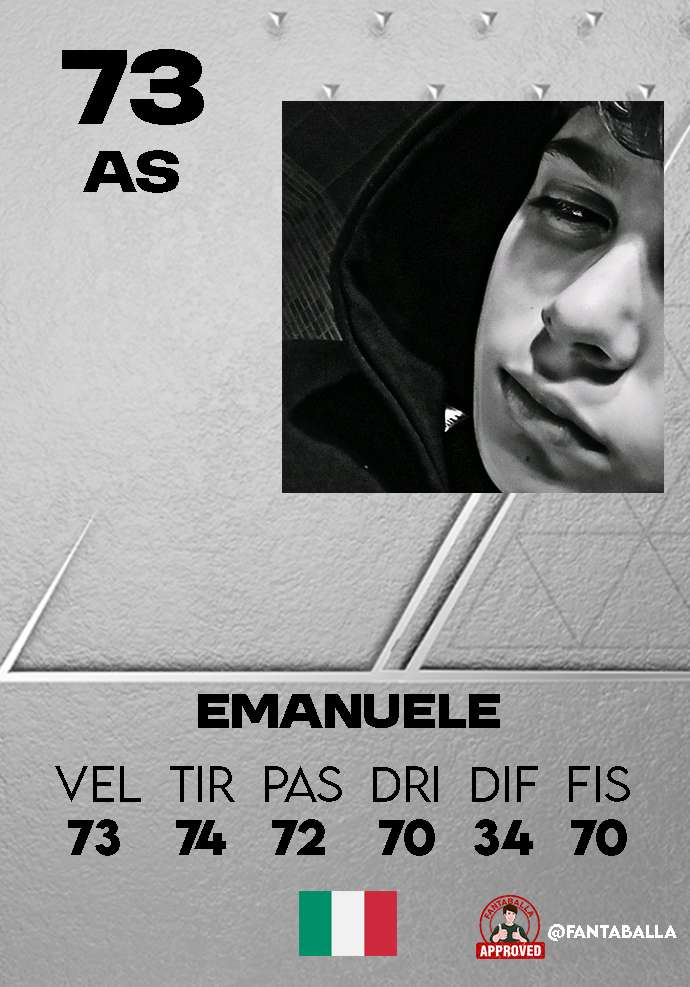 73
AS
EMANUELE
VEL TIR PAS DRI DIF FIS
73 74 72 70 34 70
FANTABALLA
APPROVED
@FANTABALLA